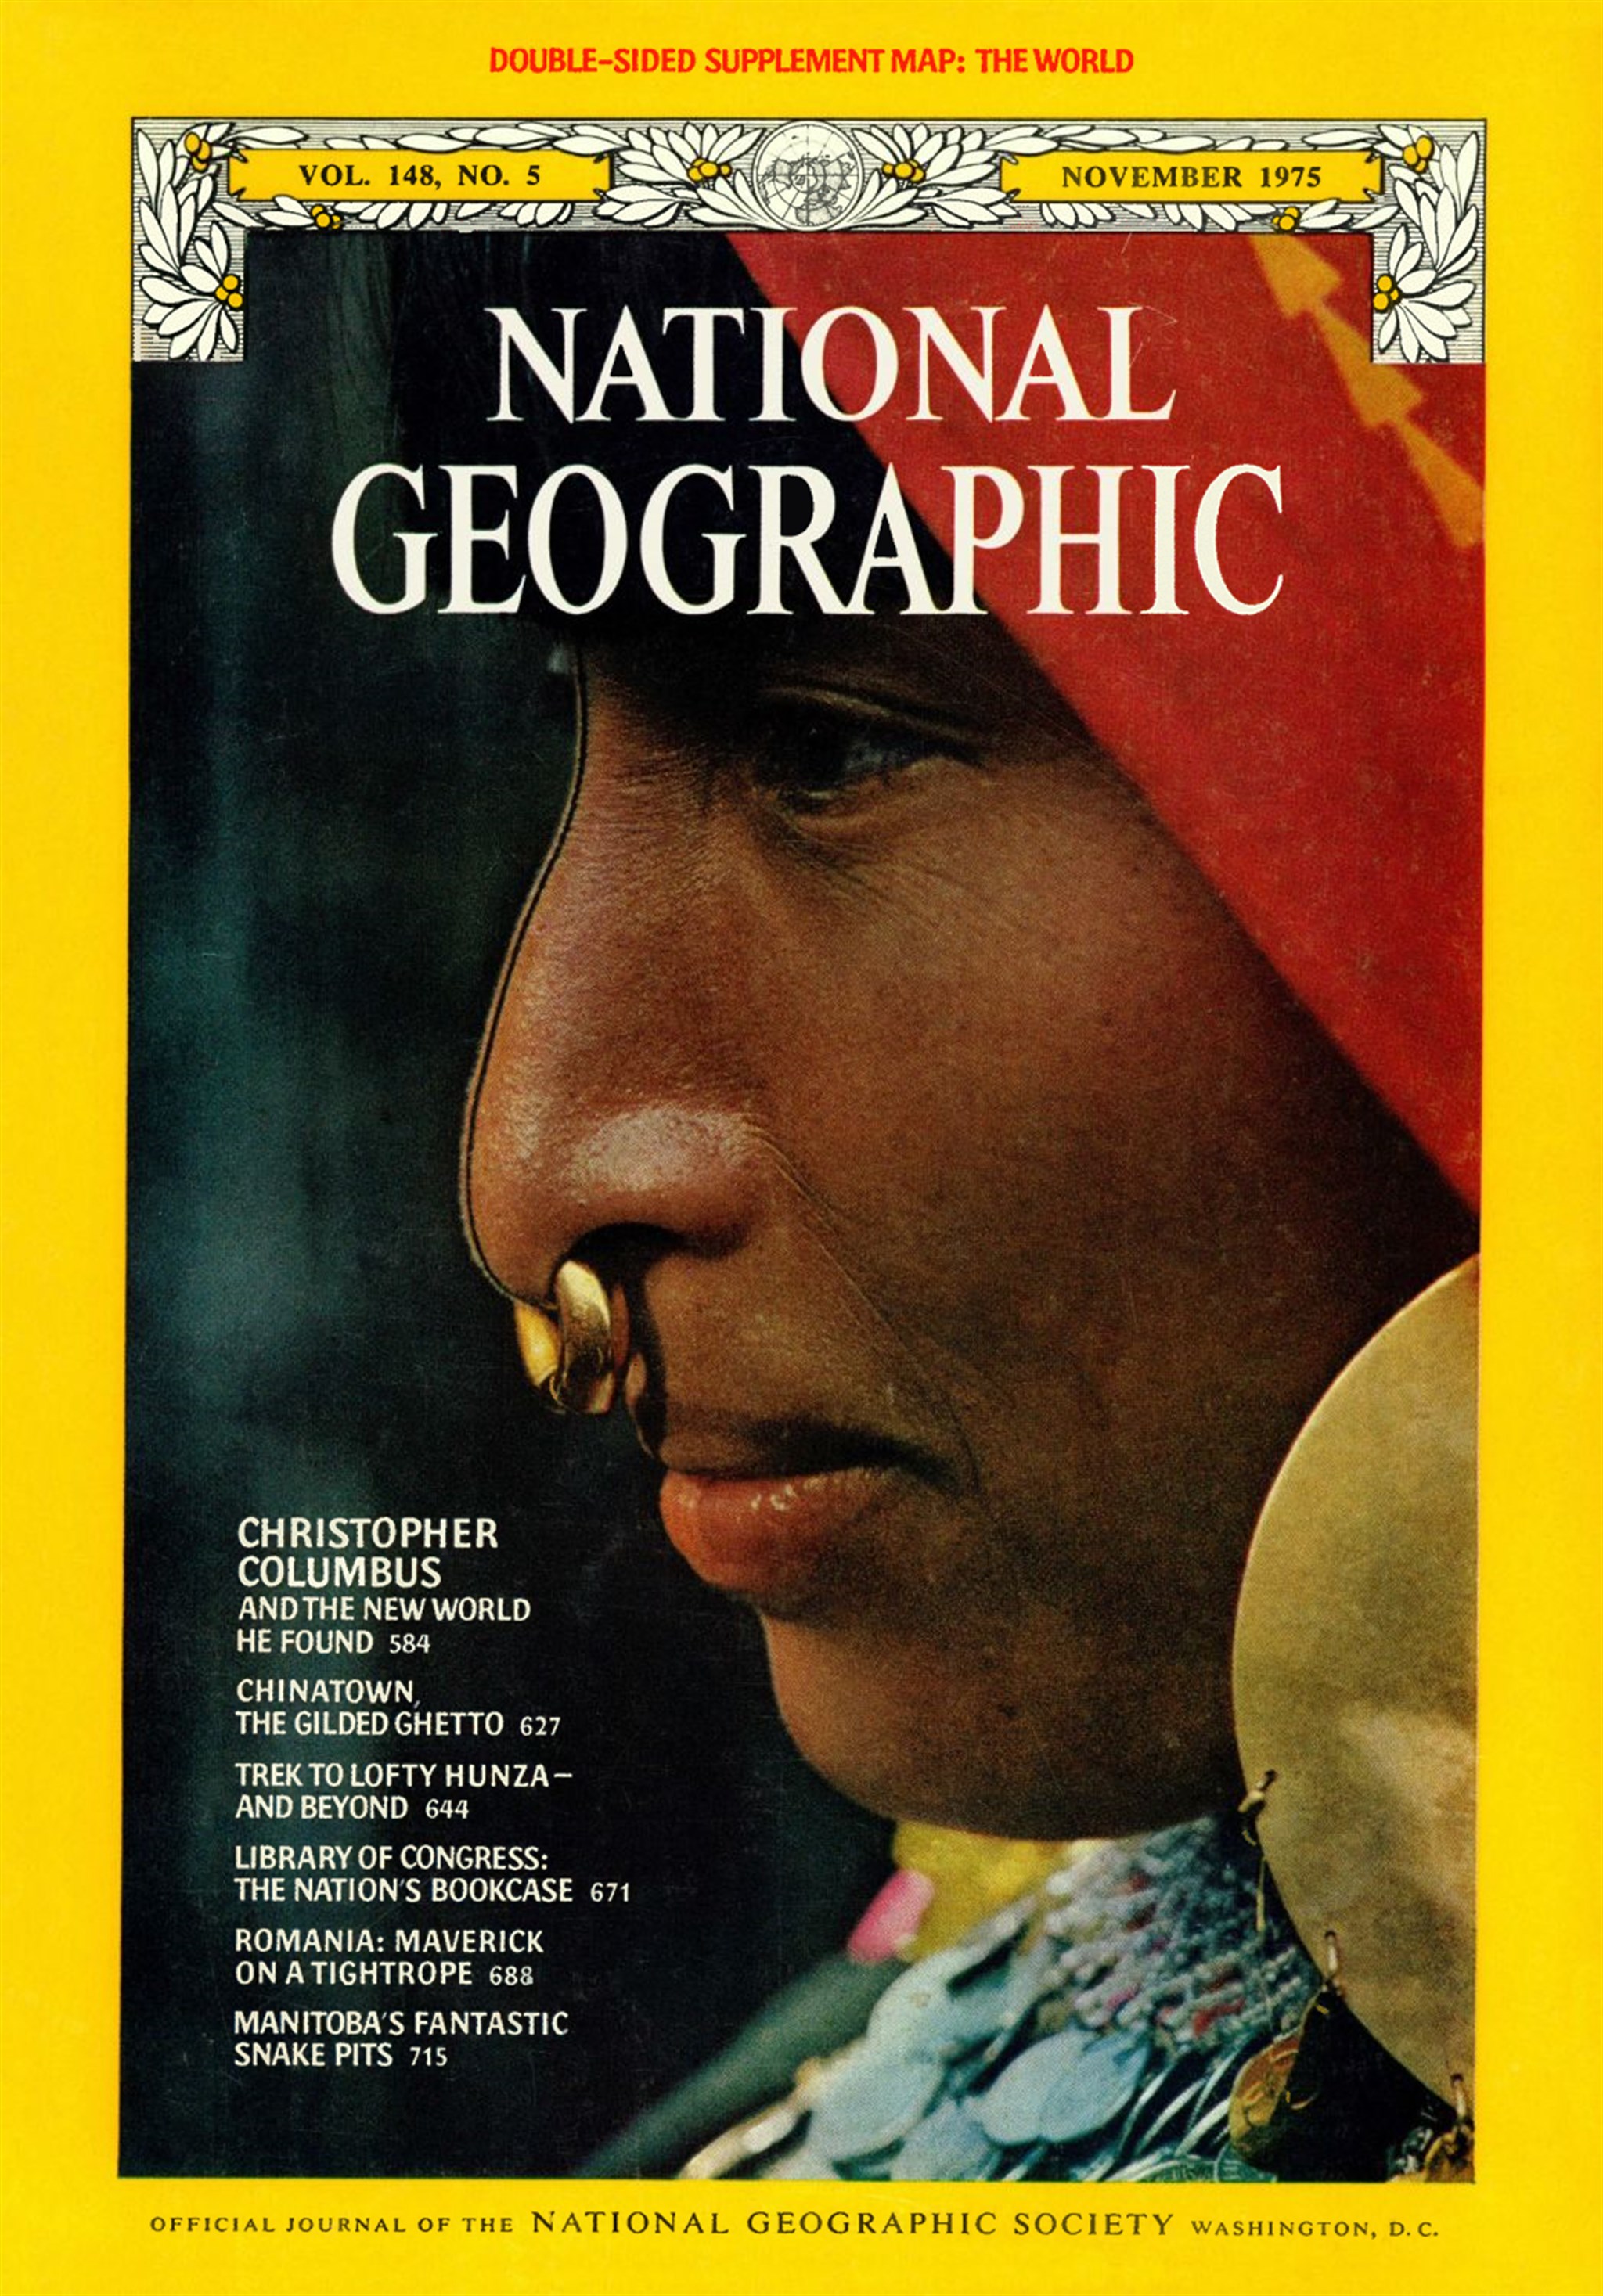 DOUBLE-SIDED SUPPLEMENT MAP: THE WORLD
VOL. 148, NO. 5
NOVEMBER 1975
NATIONAL
GEOGRAPHIC
CHRISTOPHER
COLUMBUS
AND THE NEW WORLD
HE FOUND 584
CHINATOWN,
THE GILDED GHETTO 627
TREK TO LOFTY HUNZA—
AND BEYOND 644
LIBRARY OF CONGRESS:
THE NATION'S BOOKCASE 671
ROMANIA: MAVERICK
ON A TIGHTROPE 688
MANITOBA'S FANTASTIC
SNAKE PITS 715
OFFICIAL JOURNAL OF THE NATIONAL GEOGRAPHIC SOCIETY WASHINGTON, D.C.